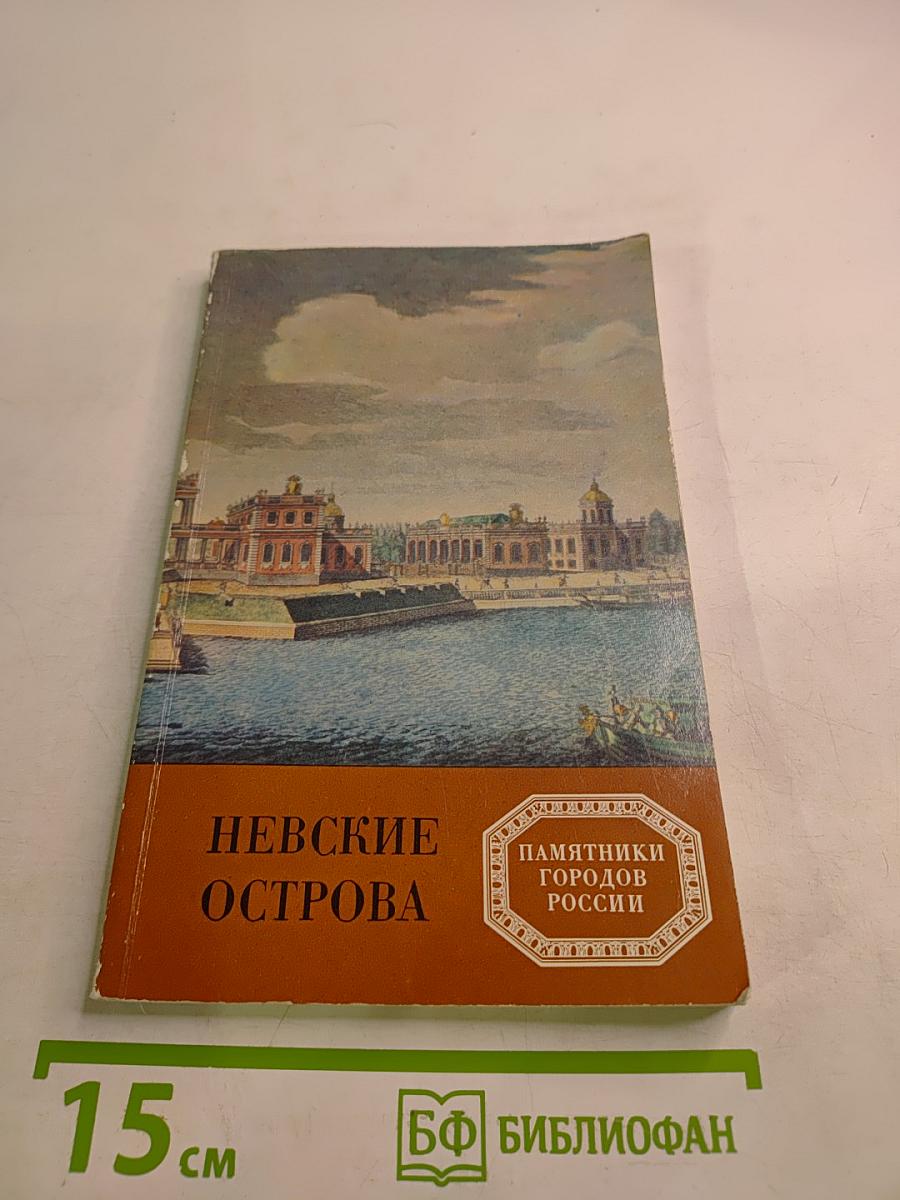 НЕВСКИЕ
ОСТРОВА
ПАМЯТНИКИ
ГОРОДОВ
РОССИИ
15 см
БФ БИБЛИОФАН